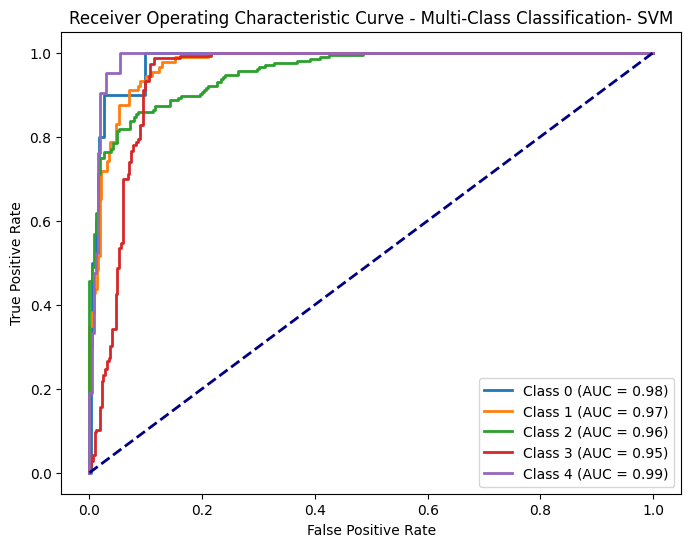 Receiver Operating Characteristic Curve - Multi-Class Classification- SVM
1.0
0.8
0.6
0.4
0.2
0.0
True Positive Rate
0.0 0.2 0.4 0.6 0.8 1.0
False Positive Rate
Class 0 (AUC = 0.98)
Class 1 (AUC = 0.97)
Class 2 (AUC = 0.96)
Class 3 (AUC = 0.95)
Class 4 (AUC = 0.99)